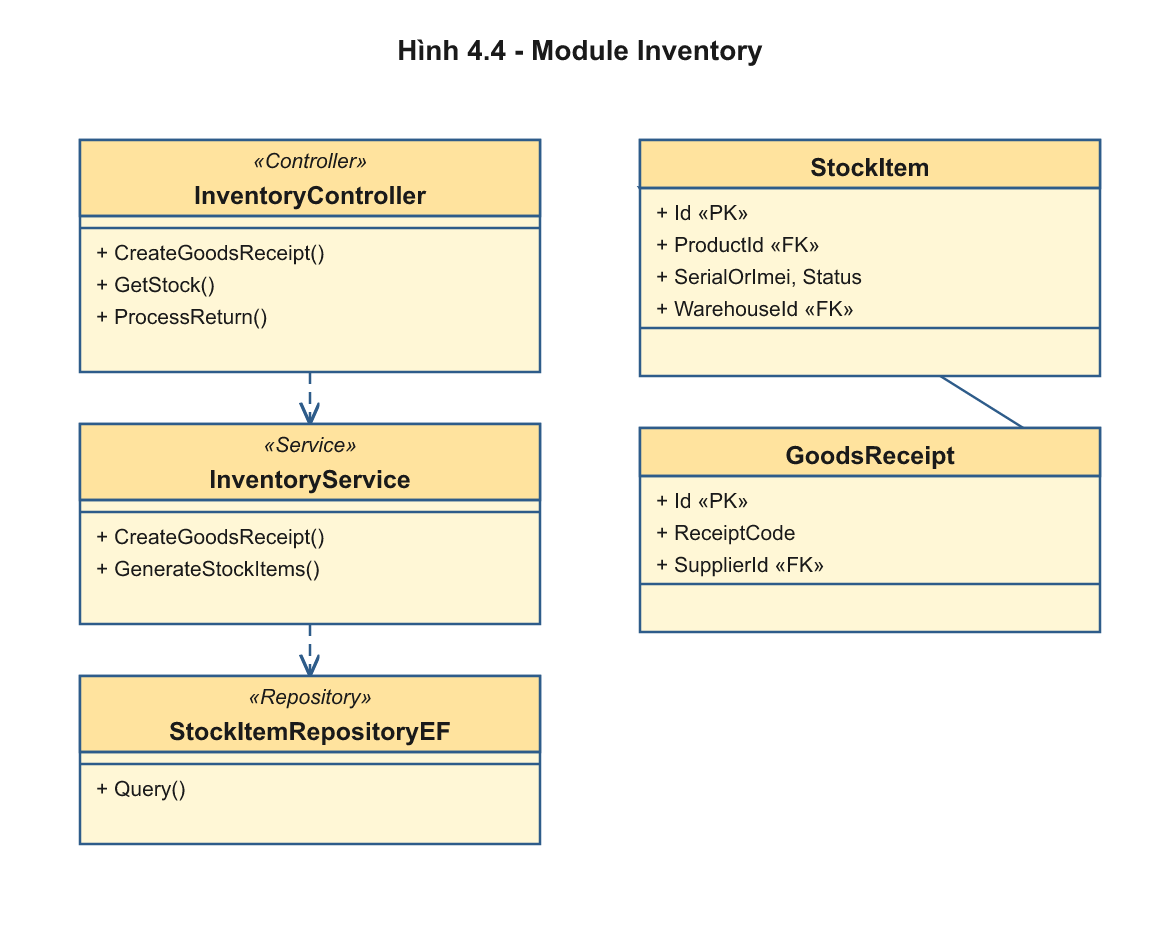 Hình 4.4 - Module Inventory
«Controller»
InventoryController
+ CreateGoodsReceipt()
+ GetStock()
+ ProcessReturn()
«Service»
InventoryService
+ CreateGoodsReceipt()
+ GenerateStockItems()
«Repository»
StockItemRepositoryEF
+ Query()
StockItem
+ Id «PK»
+ ProductId «FK»
+ SerialOrImei, Status
+ WarehouseId «FK»
GoodsReceipt
+ Id «PK»
+ ReceiptCode
+ SupplierId «FK»